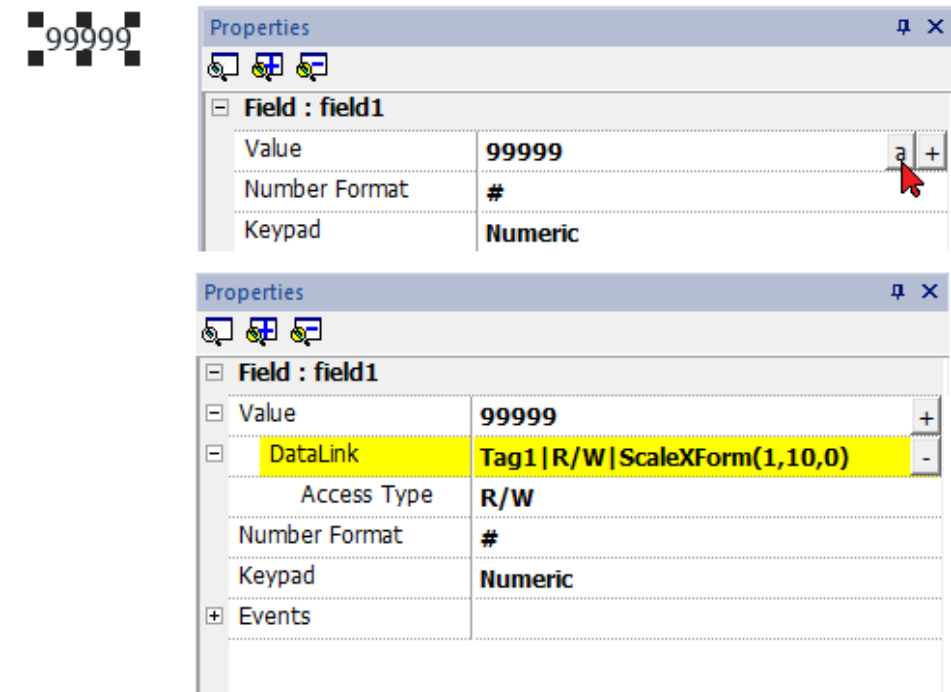 99999
Properties
Field : field1
Value 99999 a +
Number Format #
Keypad Numeric
Properties
Field : field1
Value 99999 +
DataLink Tag1|R/W|ScaleXForm(1,10,0) -
Access Type R/W
Number Format #
Keypad Numeric
Events